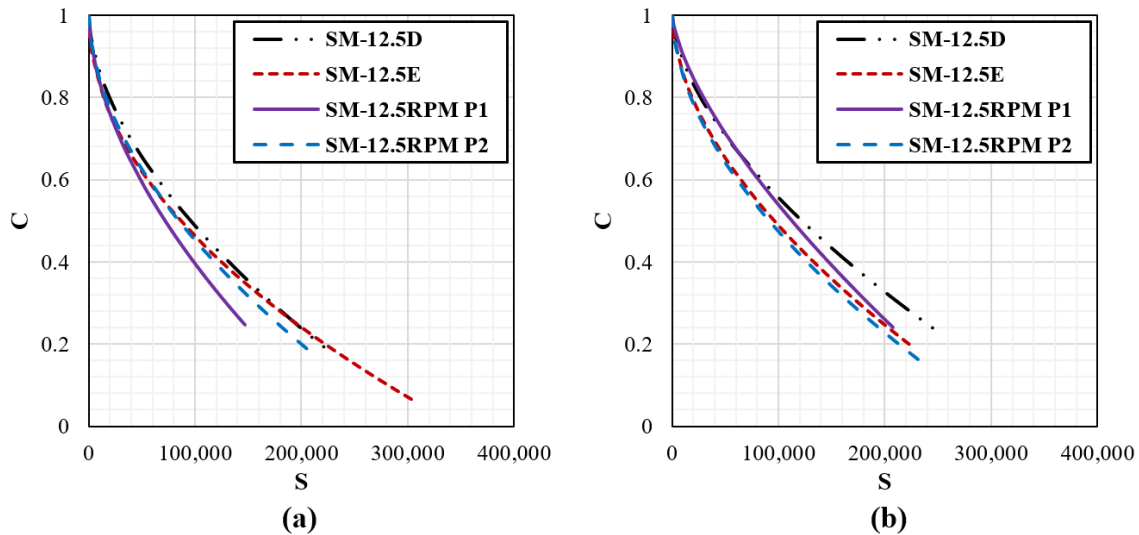 1
0.8
0.6
0.4
0.2
0
C
0
100,000
200,000
300,000
400,000
S
SM-12.5D
SM-12.5E
SM-12.5RPM P1
SM-12.5RPM P2
(a)
1
0.8
0.6
0.4
0.2
0
C
0
100,000
200,000
300,000
400,000
S
SM-12.5D
SM-12.5E
SM-12.5RPM P1
SM-12.5RPM P2
(b)